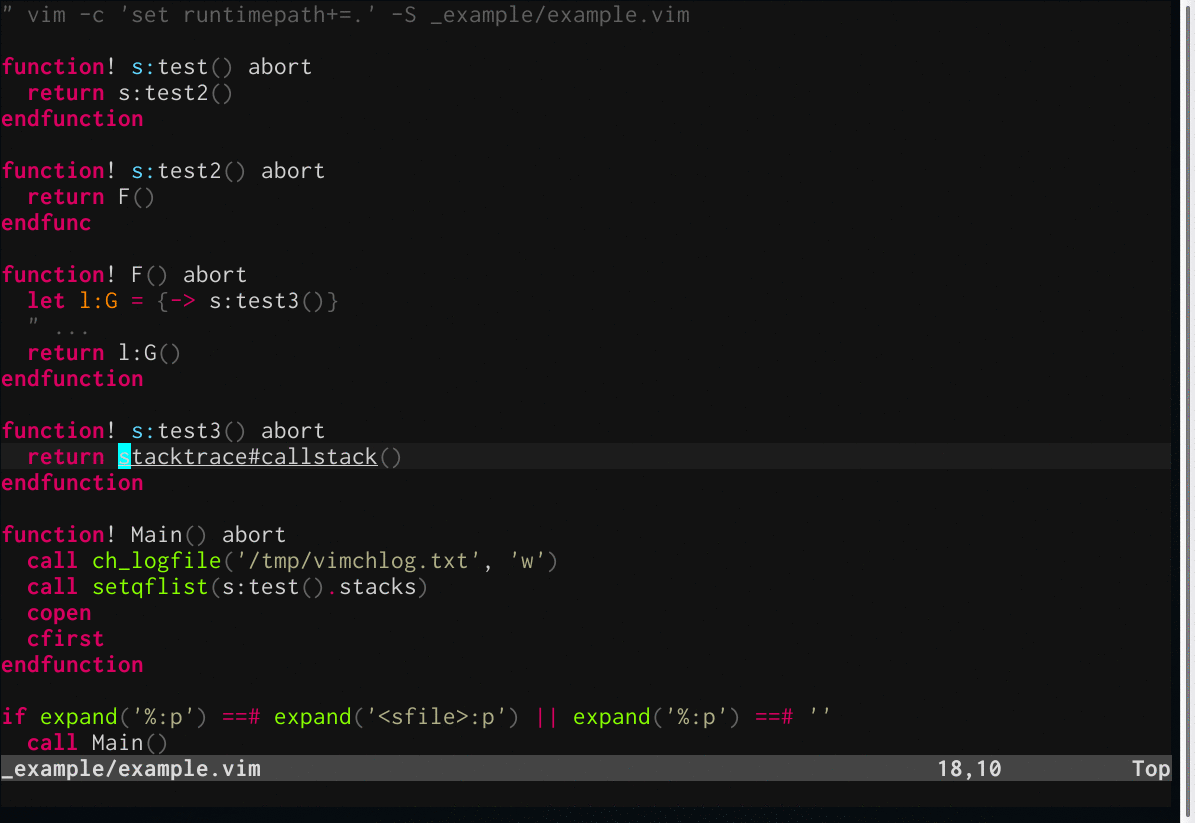 " vim -c 'set runtimepath+=.' -S _example/example.vim

function! s:test() abort
  return s:test2()
endfunction

function! s:test2() abort
  return F()
endfunc

function! F() abort
  let l:G = {-> s:test3()}
  " ...
  return l:G()
endfunction

function! s:test3() abort
  return stacktrace#callstack()
endfunction

function! Main() abort
  call ch_logfile('/tmp/vimchlog.txt', 'w')
  call setqflist(s:test().stacks)
  copen
  cfirst
endfunction

if expand('%:p') ==# expand('<sfile>:p') || expand('%:p') ==# ''
  call Main()
_example/example.vim 18,10 Top